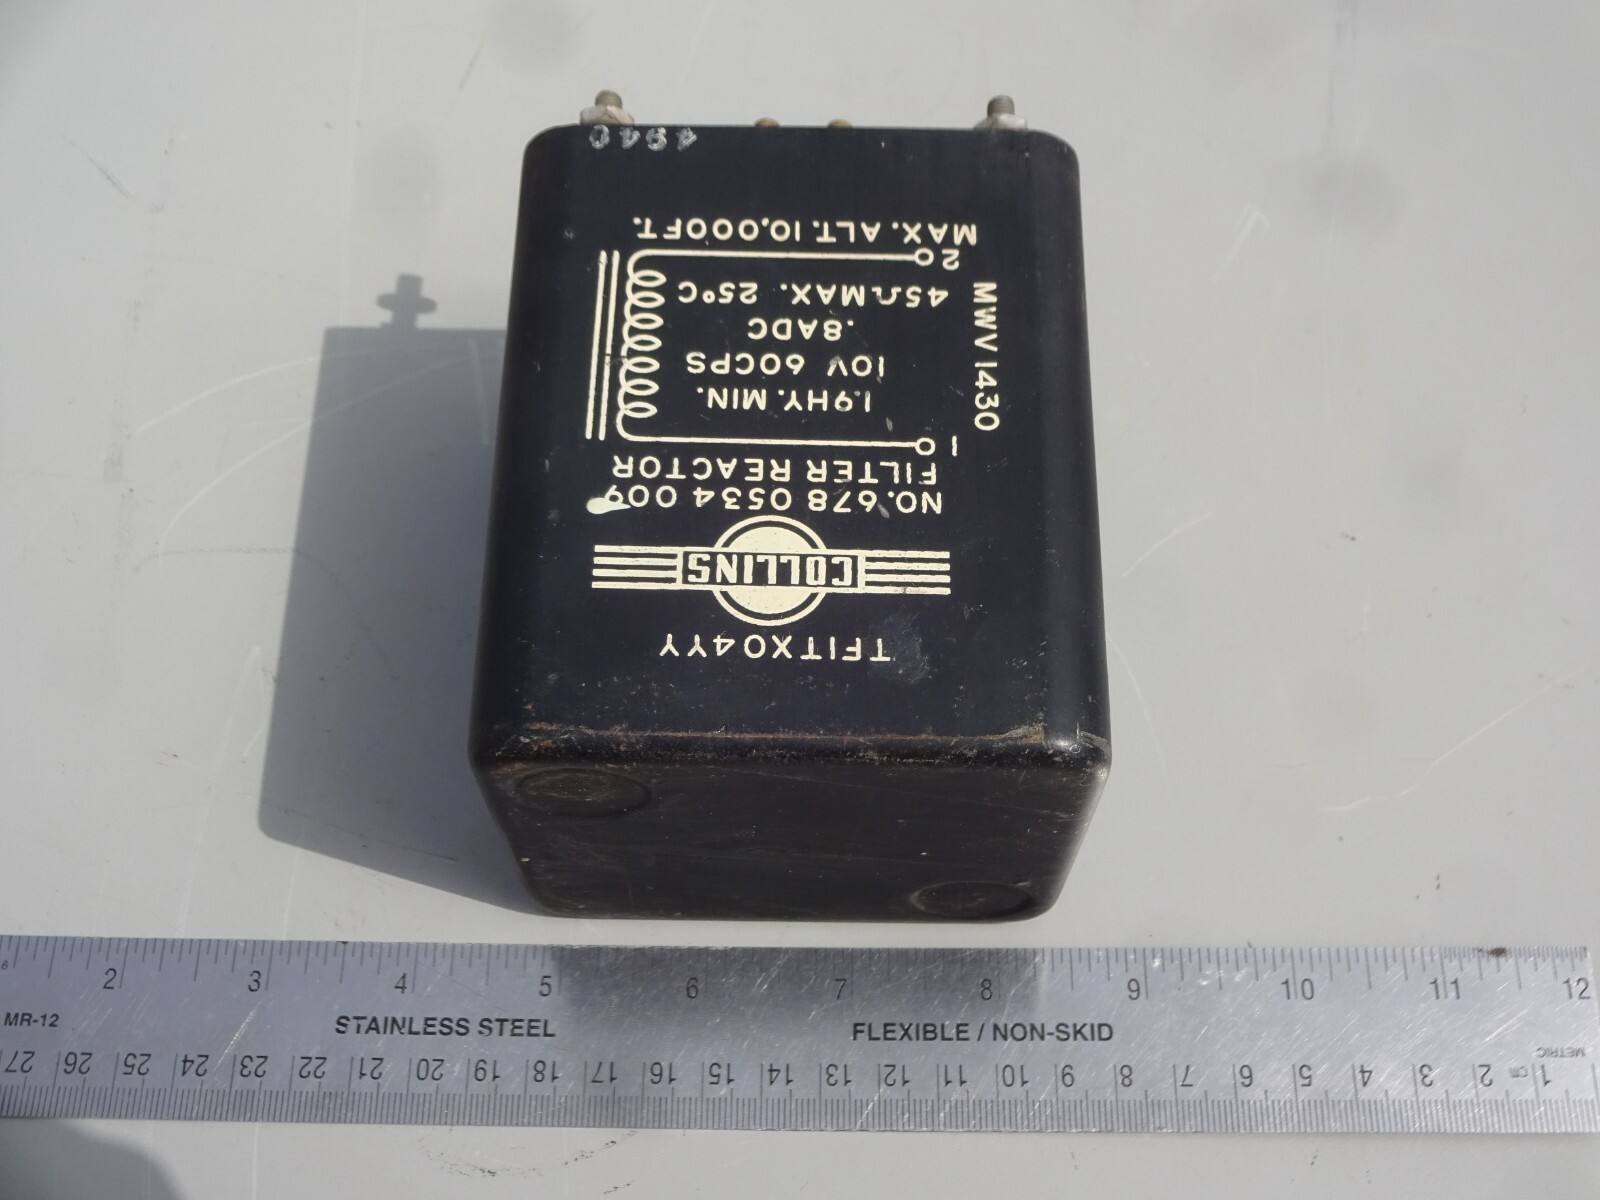 TF1TX04YY
COLLINS
NO. 678 0534 009
FILTER REACTOR
1
1.9HY. MIN.
10V 60CPS
.8ADC
45Ω MAX. 25°C
2
MAX. ALT. 10,000FT.
MWV 1430
2 3 4 5 6 7 8 9 10 11 12
MR-12 STAINLESS STEEL FLEXIBLE / NON-SKID
METRIC
1 CM 2 3 4 5 6 7 8 9 10 11 12 13 14 15 16 17 18 19 20 21 22 23 24 25 26 27